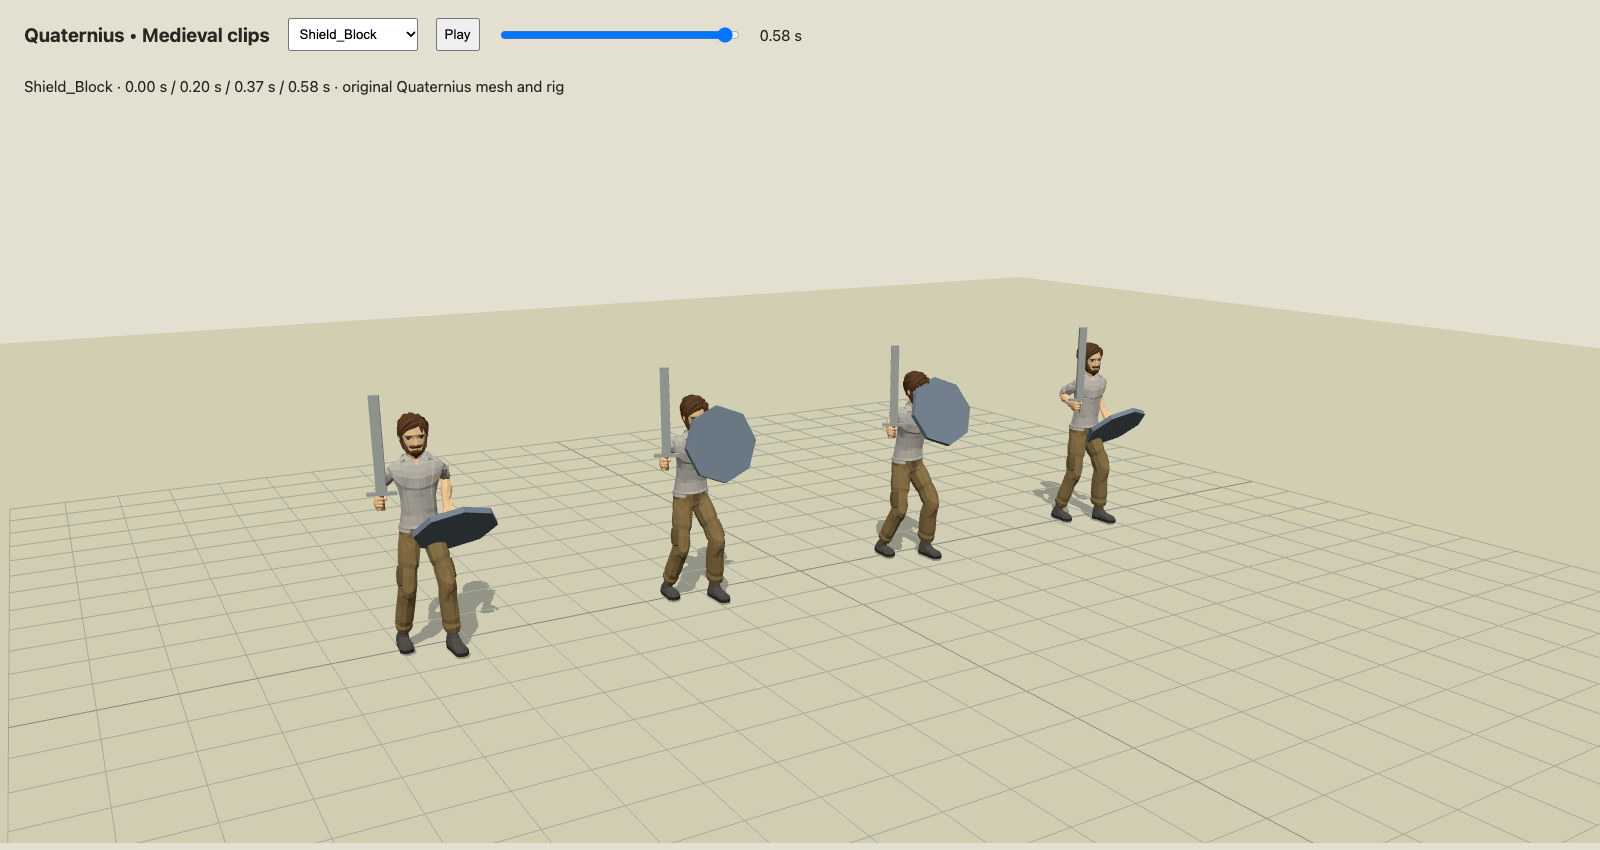 Quaternius • Medieval clips Shield_Block Play 0.58 s
Shield_Block · 0.00 s / 0.20 s / 0.37 s / 0.58 s · original Quaternius mesh and rig